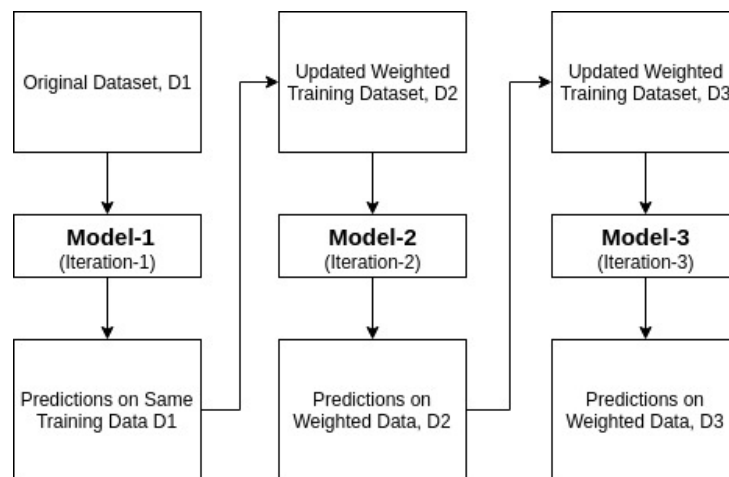 Original Dataset, D1
Model-1
(Iteration-1)
Predictions on Same
Training Data D1
Updated Weighted
Training Dataset, D2
Model-2
(Iteration-2)
Predictions on
Weighted Data, D2
Updated Weighted
Training Dataset, D3
Model-3
(Iteration-3)
Predictions on
Weighted Data, D3